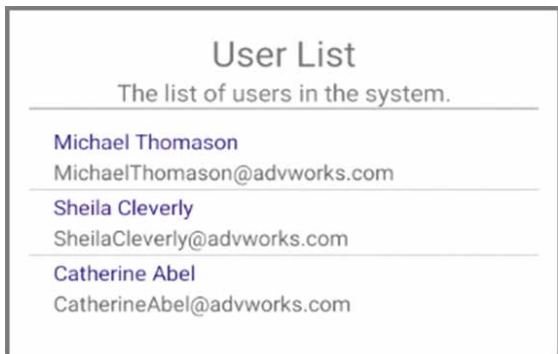 User List
The list of users in the system.
Michael Thomason
MichaelThomason@advworks.com
Sheila Cleverly
SheilaCleverly@advworks.com
Catherine Abel
CatherineAbel@advworks.com